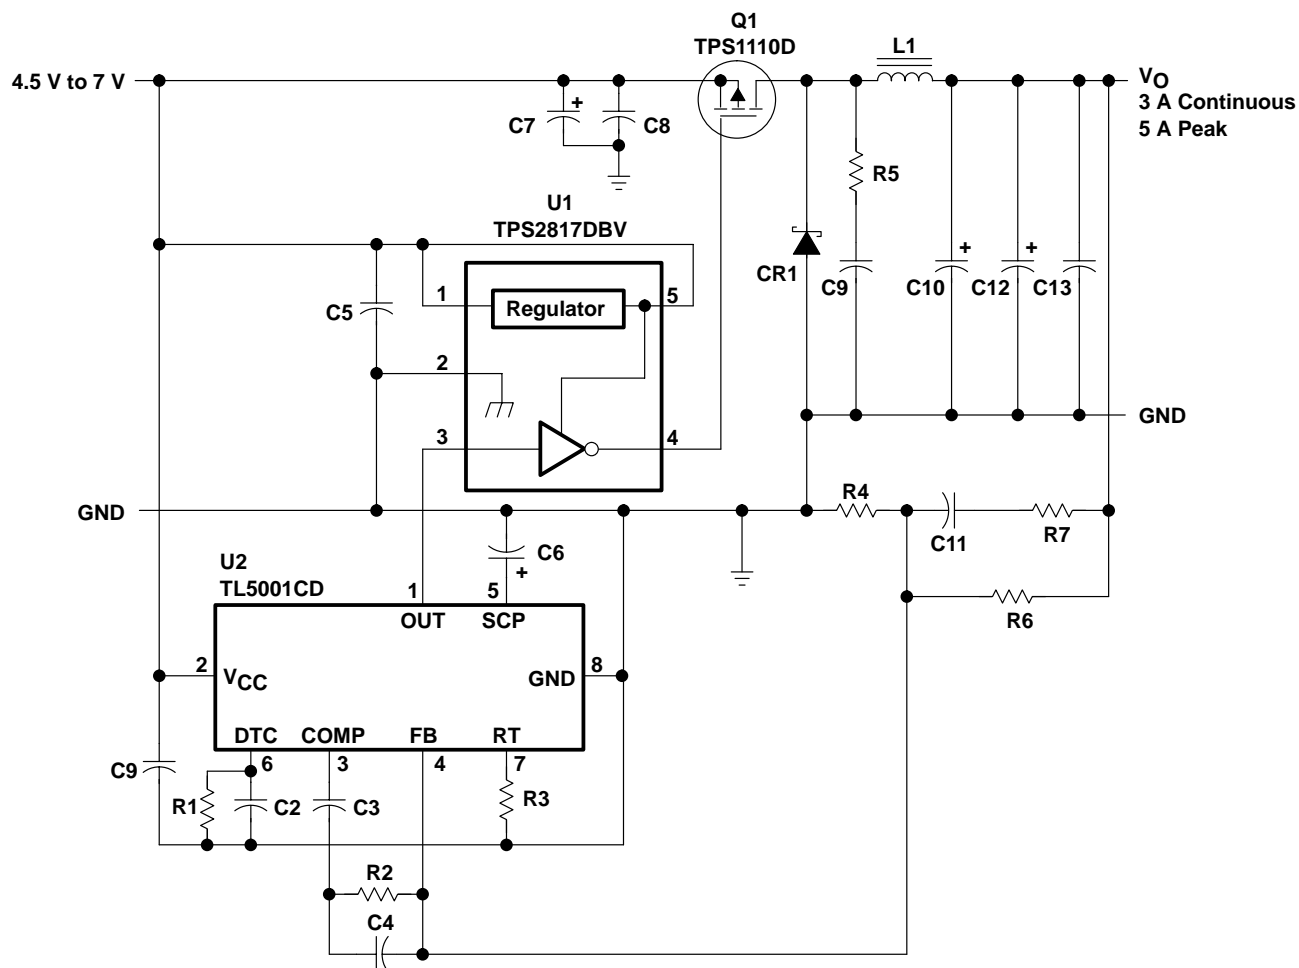 Q1
TPS1110D
L1
4.5 V to 7 V
VO
3 A Continuous
5 A Peak
+
C7
C8
R5
U1
TPS2817DBV
CR1
C9
+
C10
+
C12
C13
C5
1
Regulator
5
2
3
4
GND
GND
R4
C11
R7
R6
C6
+
U2
TL5001CD
1
5
OUT
SCP
2
VCC
GND
8
DTC
COMP
FB
RT
6
3
4
7
C9
R1
C2
C3
R3
R2
C4